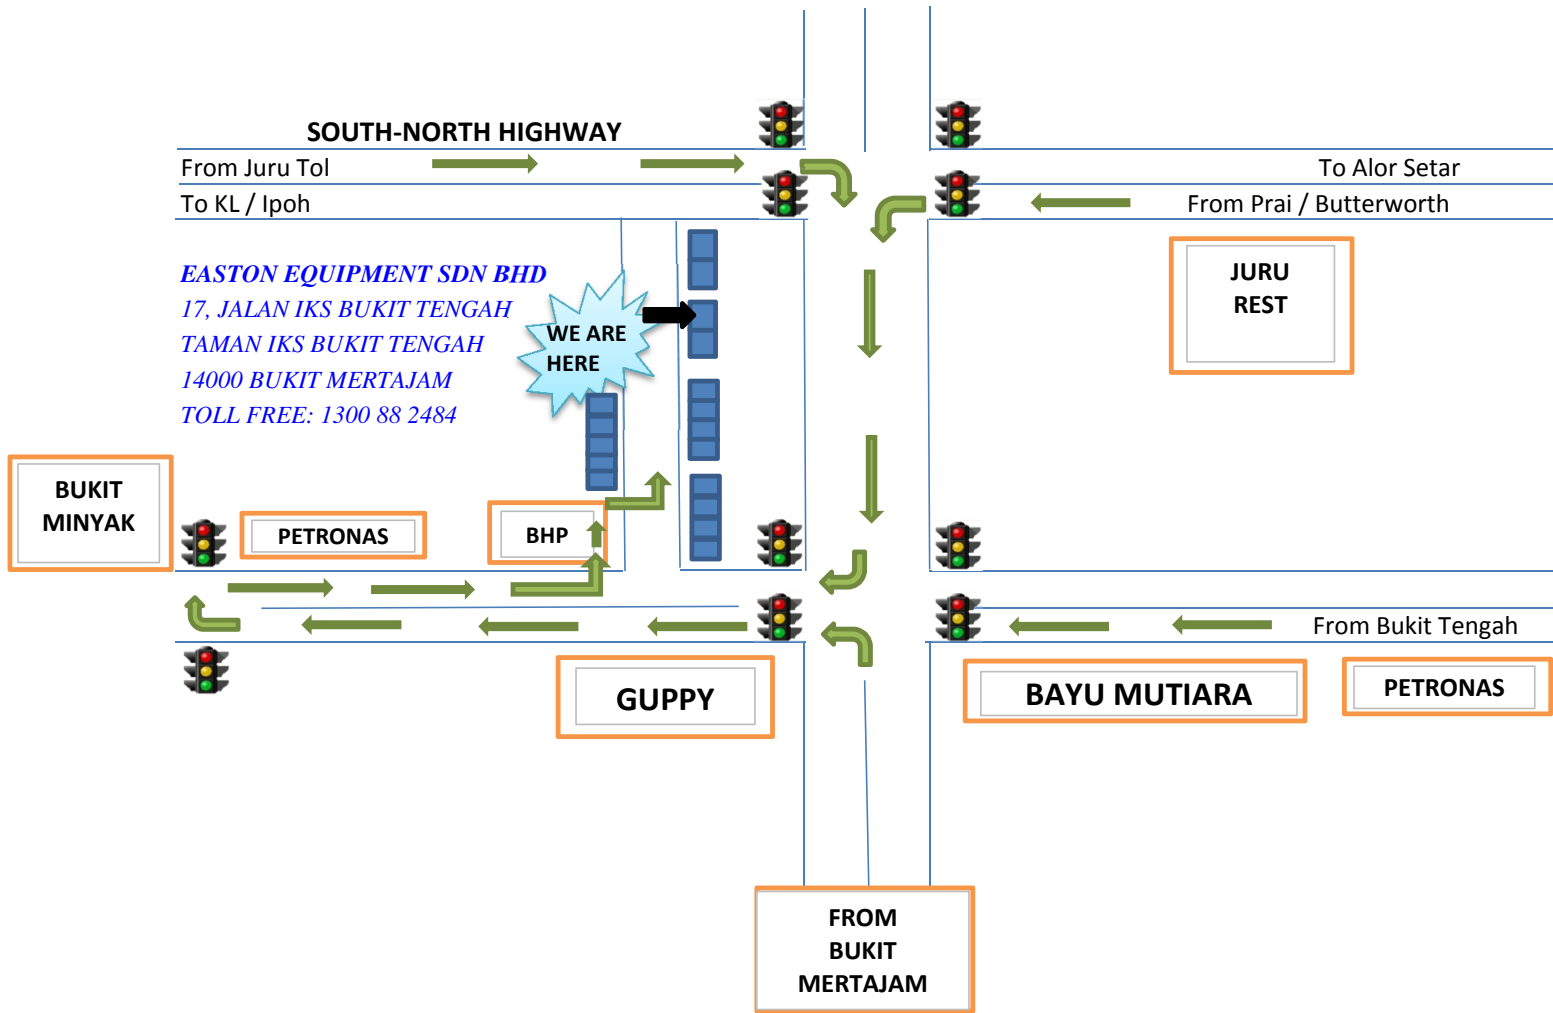 SOUTH-NORTH HIGHWAY
From Juru Tol
To Alor Setar
To KL / Ipoh
From Prai / Butterworth
EASTON EQUIPMENT SDN BHD
17, JALAN IKS BUKIT TENGAH
TAMAN IKS BUKIT TENGAH
14000 BUKIT MERTAJAM
TOLL FREE: 1300 88 2484
WE ARE
HERE
JURU
REST
BUKIT
MINYAK
PETRONAS
BHP
From Bukit Tengah
GUPPY
BAYU MUTIARA
PETRONAS
FROM
BUKIT
MERTAJAM